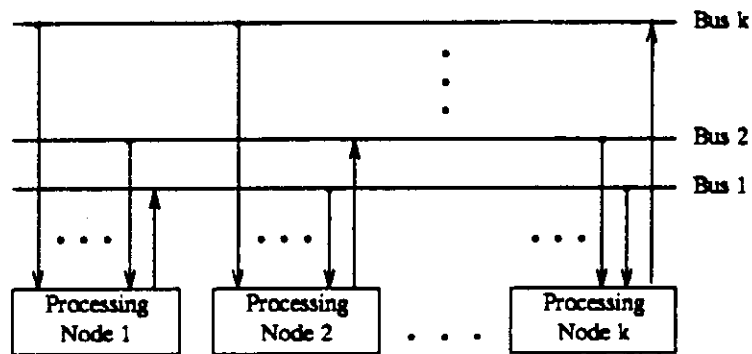 Bus k
Bus 2
Bus 1
Processing
Node 1
Processing
Node 2
Processing
Node k